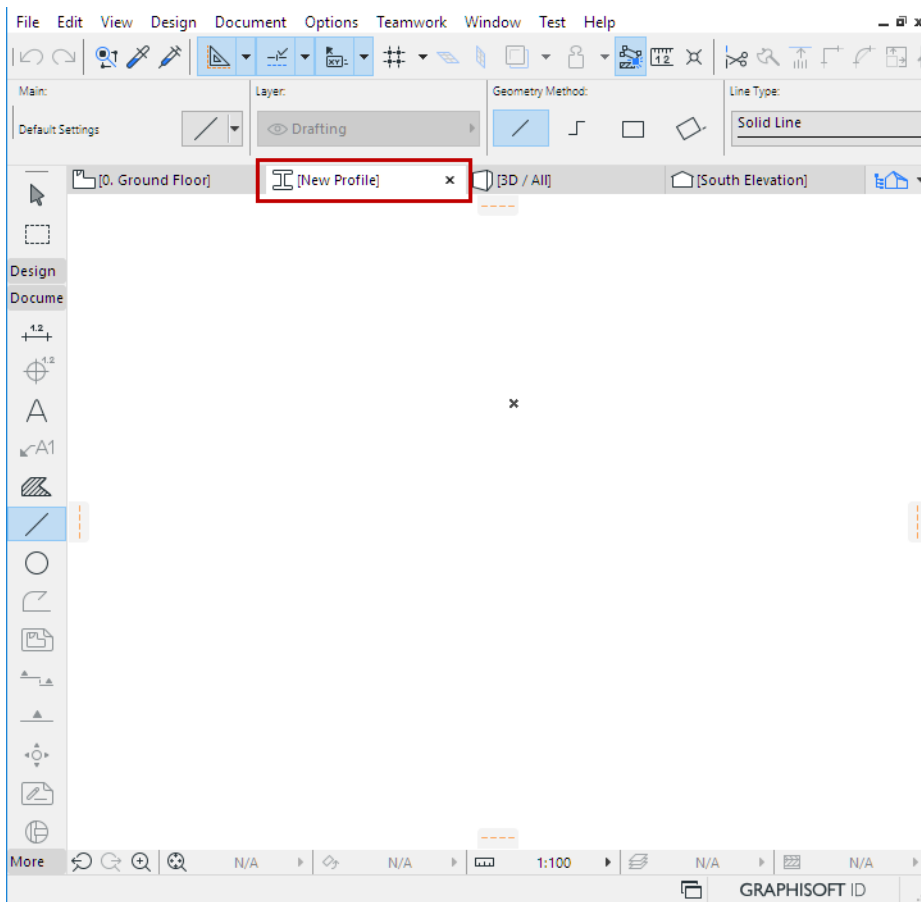 File Edit View Design Document Options Teamwork Window Test Help
XY:
12
Main: Layer: Geometry Method: Line Type:
Default Settings Drafting Solid Line
[0. Ground Floor] [New Profile] [3D / All] [South Elevation]
Design
Docume
1.2
1.2
A
A1
More N/A N/A 1:100 N/A N/A
GRAPHISOFT ID